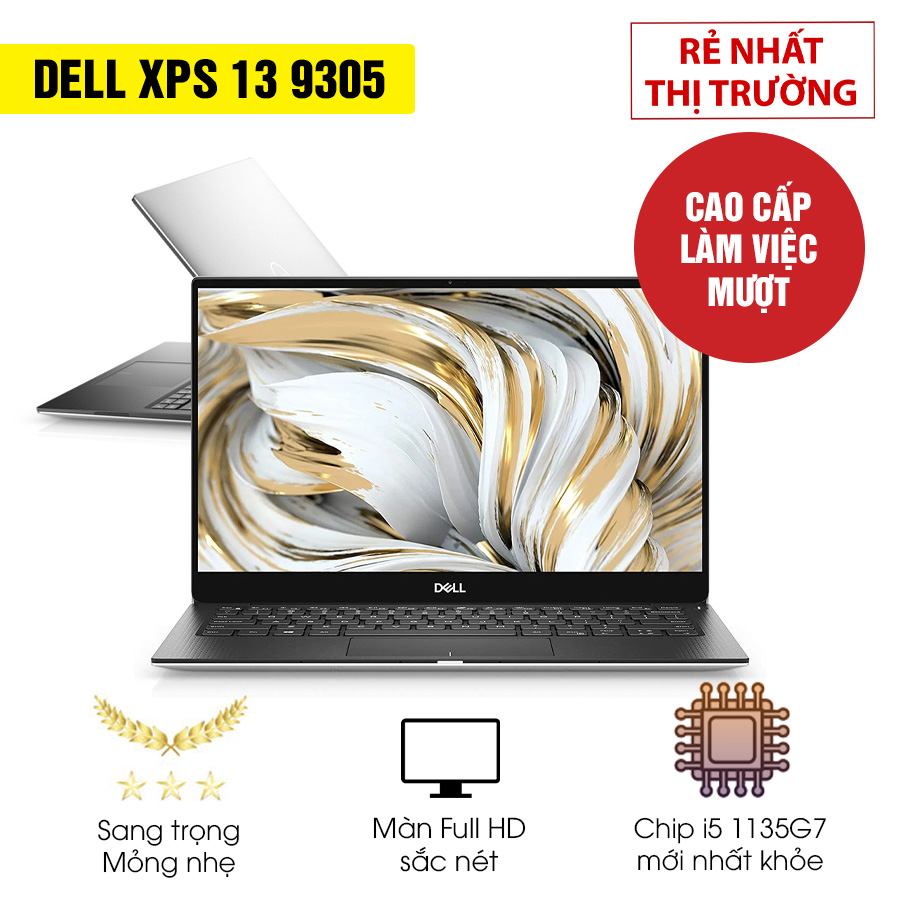 DELL XPS 13 9305
RẺ NHẤT
THỊ TRƯỜNG
CAO CẤP
LÀM VIỆC
MƯỢT
DELL
Sang trọng
Mỏng nhẹ
Màn Full HD
sắc nét
Chip i5 1135G7
mới nhất khỏe